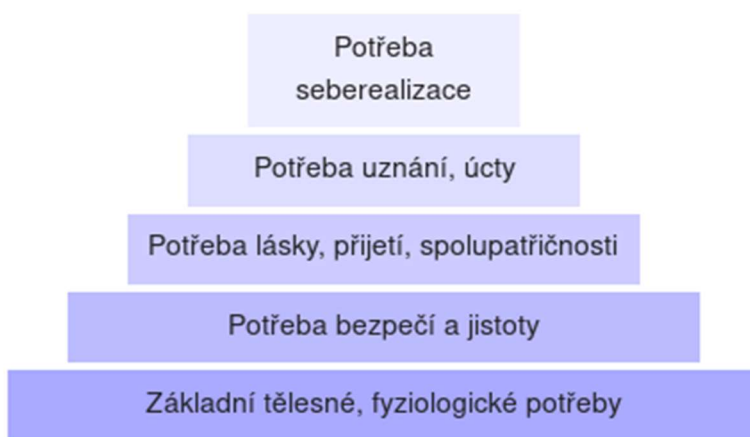 Potřeba
seberealizace
Potřeba uznání, úcty
Potřeba lásky, přijetí, spolupatřičnosti
Potřeba bezpečí a jistoty
Základní tělesné, fyziologické potřeby